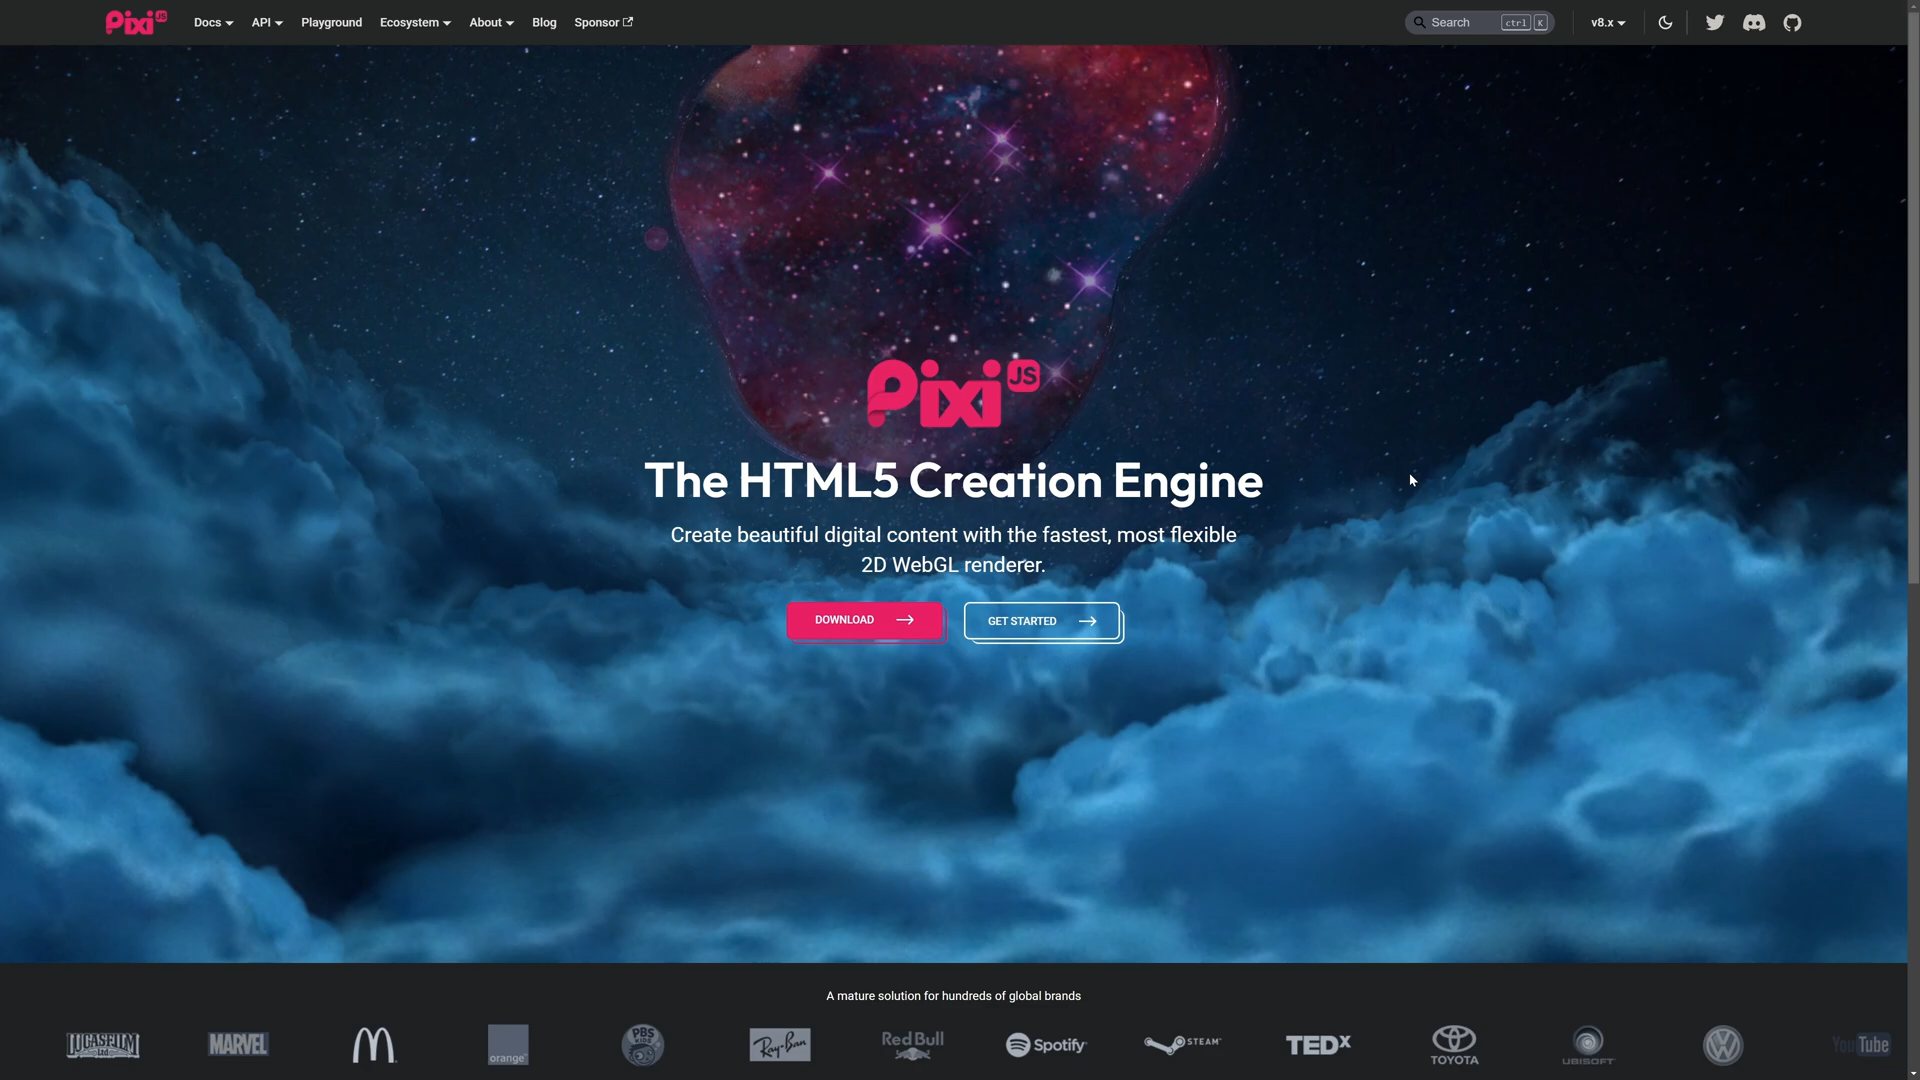 Pixi JS
Docs
API
Playground
Ecosystem
About
Blog
Sponsor
Search
ctrl
K
v8.x
Pixi JS
The HTML5 Creation Engine
Create beautiful digital content with the fastest, most flexible
2D WebGL renderer.
DOWNLOAD
GET STARTED
A mature solution for hundreds of global brands
LUCASFILM Ltd
MARVEL
orange
PBS KIDS
Ray-Ban
Red Bull
Spotify
STEAM
TEDx
TOYOTA
UBISOFT
YouTube